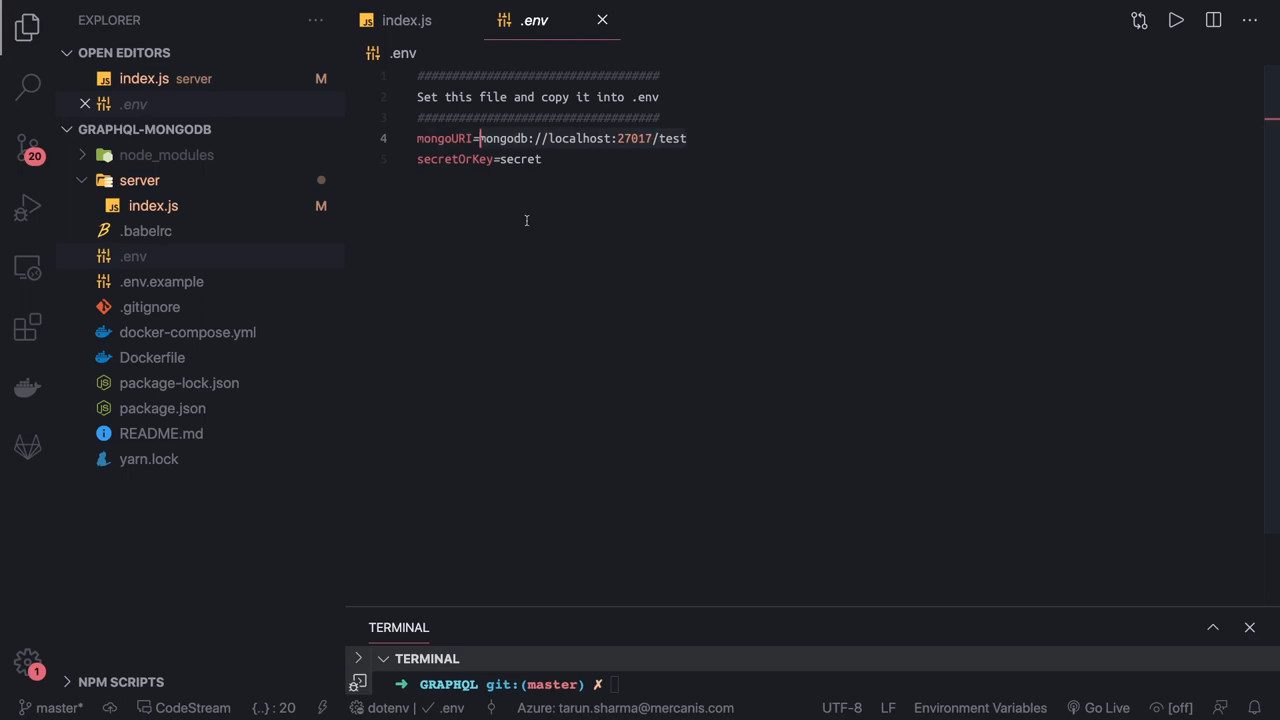 EXPLORER
OPEN EDITORS
index.js server M
.env
GRAPHQL-MONGODB
node_modules
server
index.js M
.babelrc
.env
.env.example
.gitignore
docker-compose.yml
Dockerfile
package-lock.json
package.json
README.md
yarn.lock
NPM SCRIPTS
20
1
index.js
.env
.env
1 ###################################
2 Set this file and copy it into .env
3 ###################################
4 mongoURI=mongodb://localhost:27017/test
5 secretOrKey=secret
TERMINAL
TERMINAL
→ GRAPHQL git:(master) ✗
master* CodeStream {..} : 20 dotenv | ✓ .env Azure: tarun.sharma@mercanis.com UTF-8 LF Environment Variables Go Live [off]